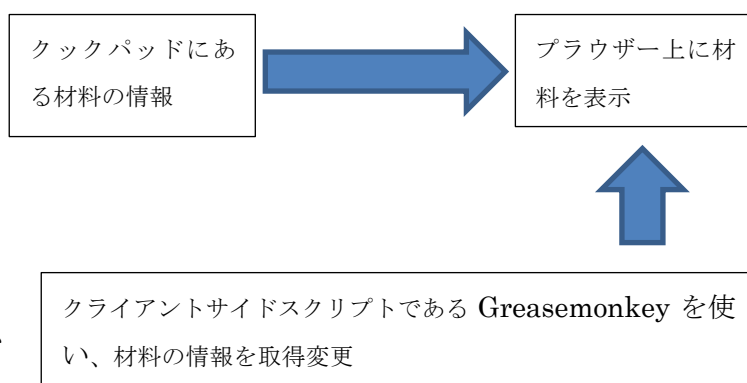 クックパッドにあ
る材料の情報
プラウザー上に材
料を表示
クライアントサイドスクリプトである Greasemonkey を使
い、材料の情報を取得変更